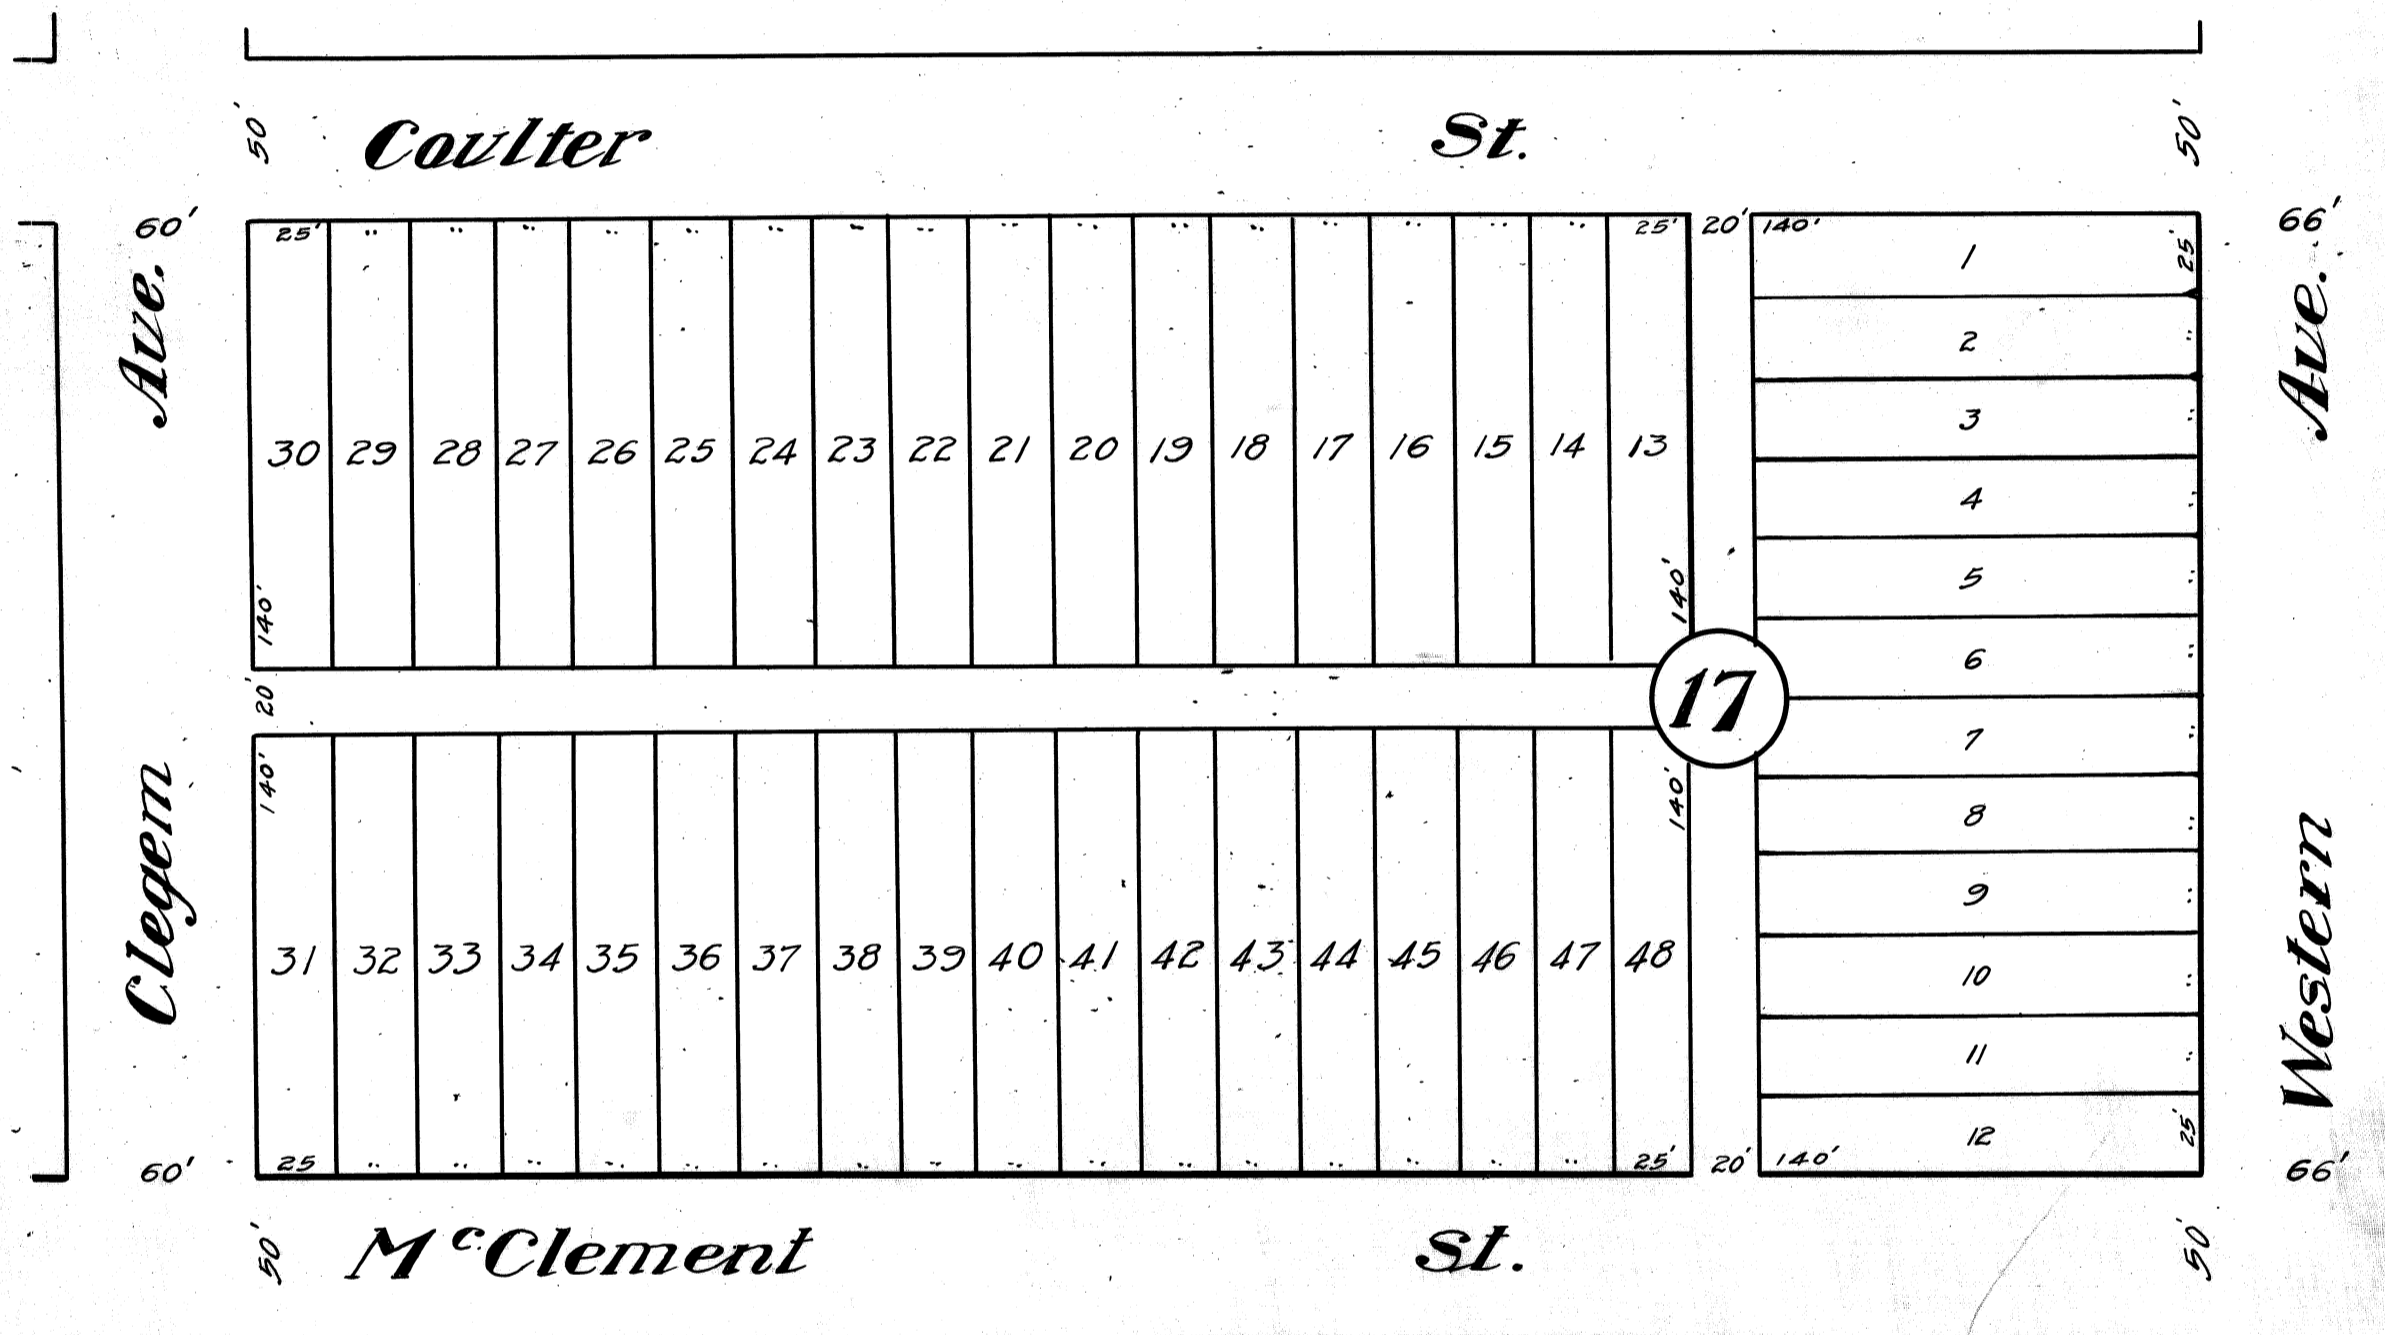 50' Coulter St. 50'
60' 25' 25' 20' 140' 25' 66'
Clegem Ave.
Western Ave.
1
2
3
4
5
6
7
8
9
10
11
12
30 29 28 27 26 25 24 23 22 21 20 19 18 17 16 15 14 13
140' 140'
20' 17
140' 140'
31 32 33 34 35 36 37 38 39 40 41 42 43 44 45 46 47 48
60' 25 25' 20' 140' 25' 66'
50' McClement St. 50'